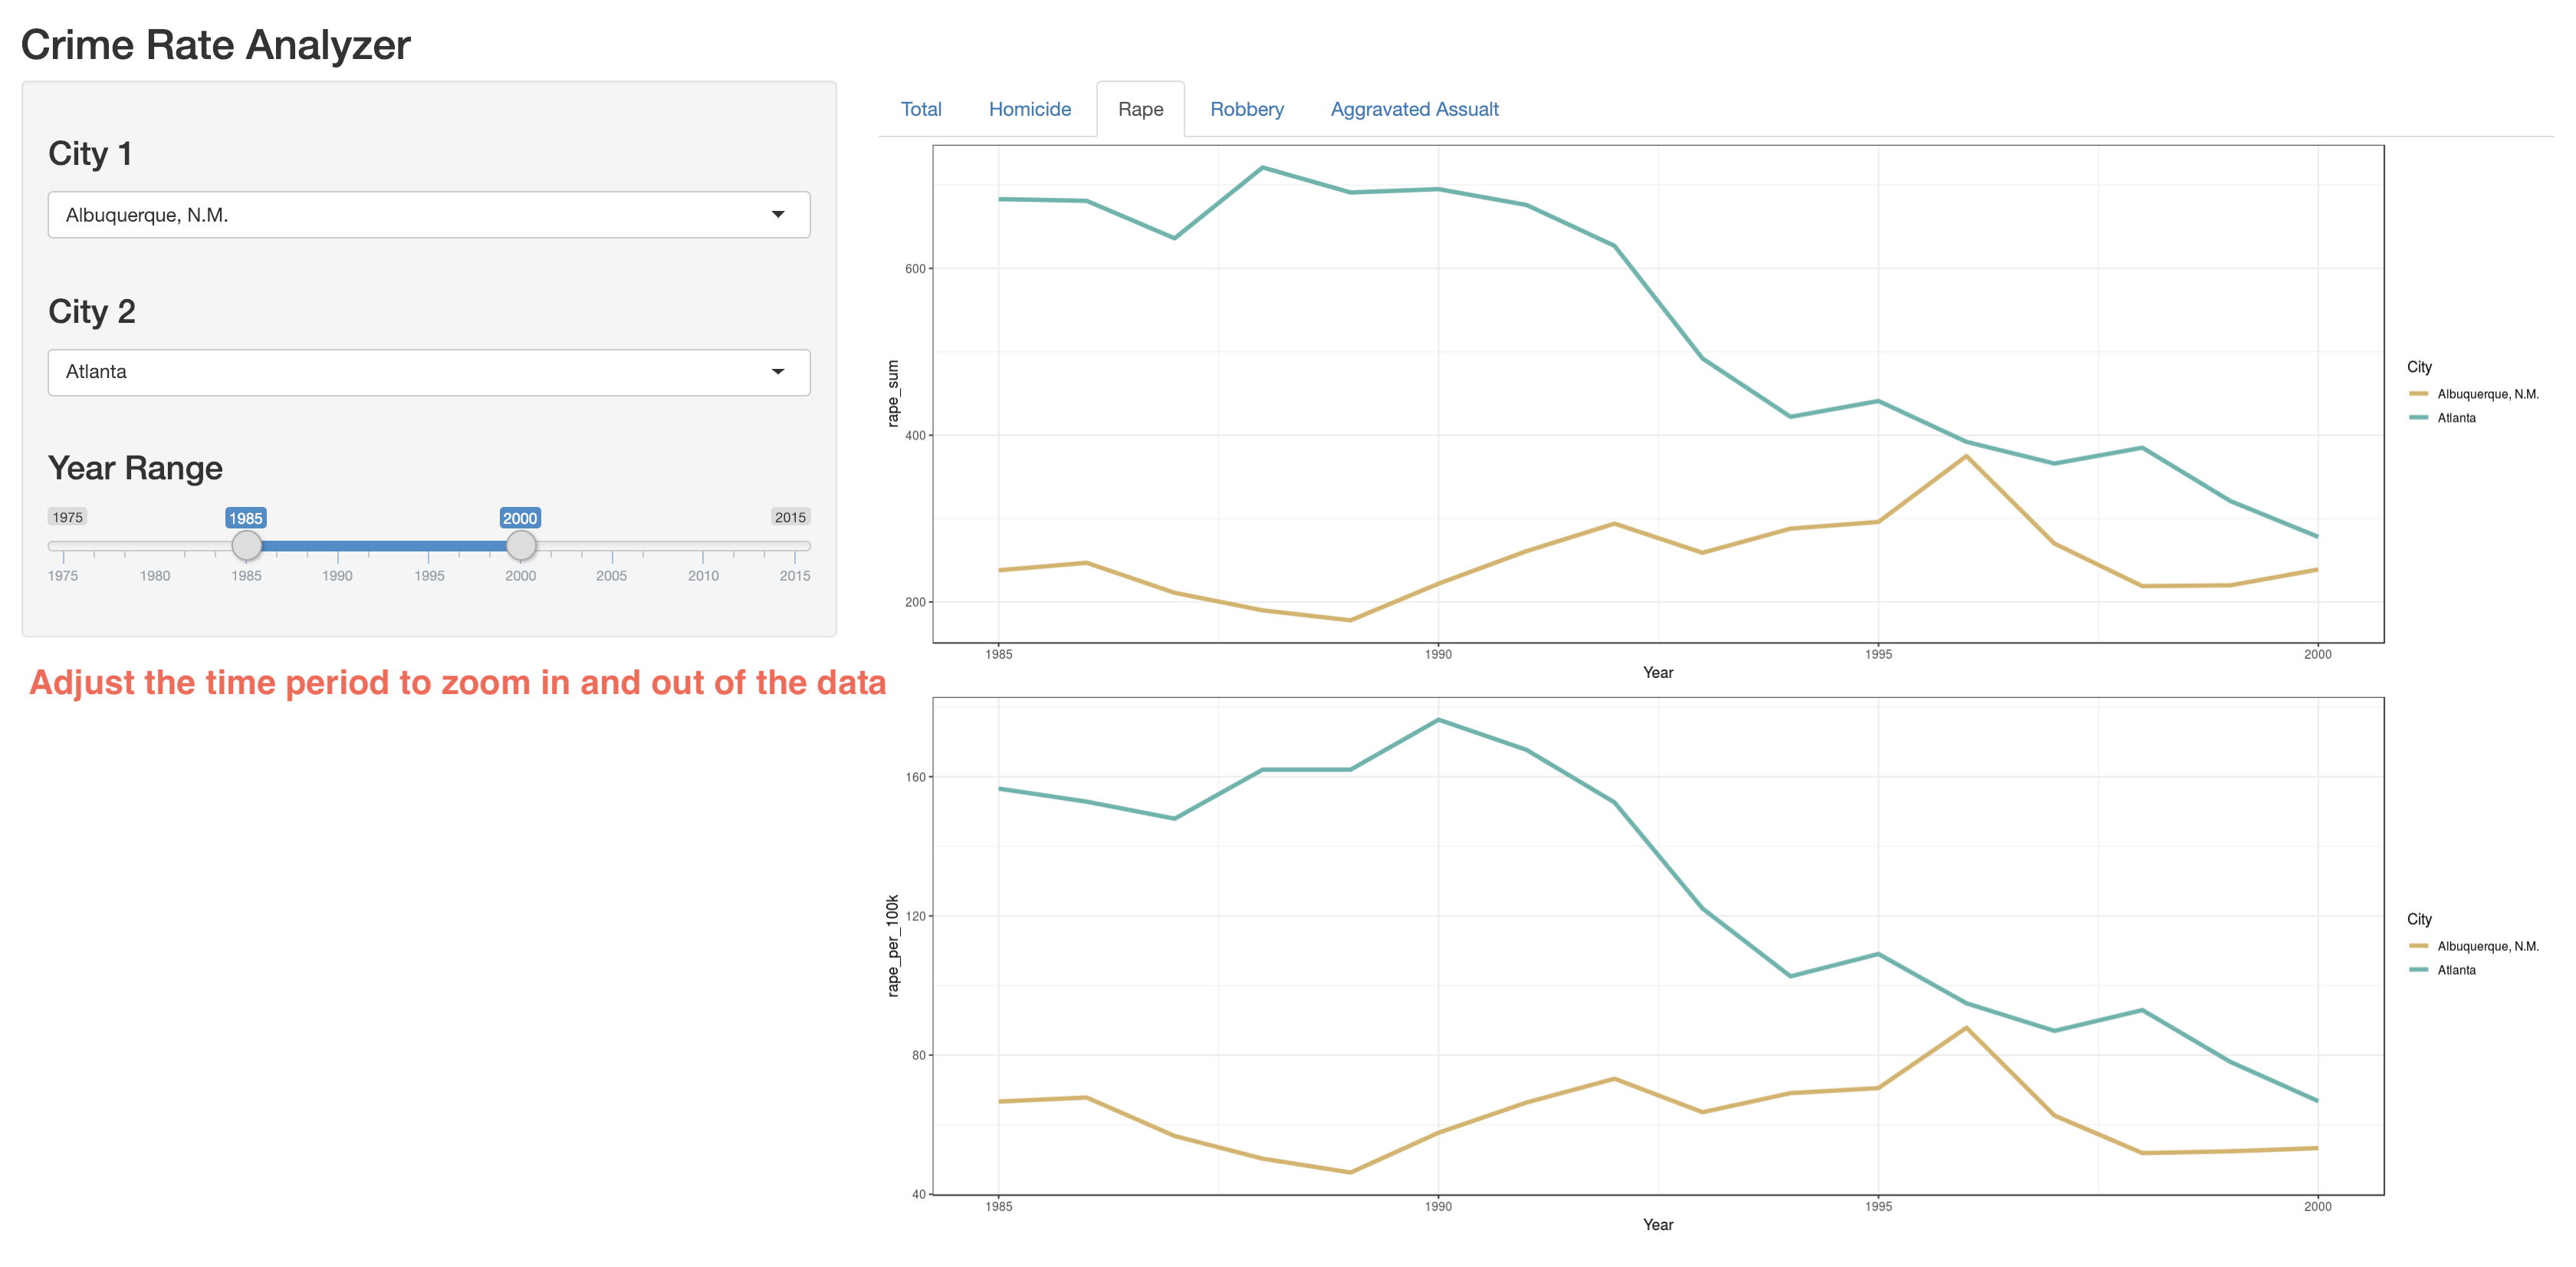 Crime Rate Analyzer
City 1
Albuquerque, N.M.
City 2
Atlanta
Year Range
1975 1985 2000 2015
1975 1980 1985 1990 1995 2000 2005 2010 2015
Adjust the time period to zoom in and out of the data
Total Homicide Rape Robbery Aggravated Assualt
rape_sum
600
400
200
1985 1990 1995 2000
Year
City
Albuquerque, N.M.
Atlanta
rape_per_100k
160
120
80
40
1985 1990 1995 2000
Year
City
Albuquerque, N.M.
Atlanta